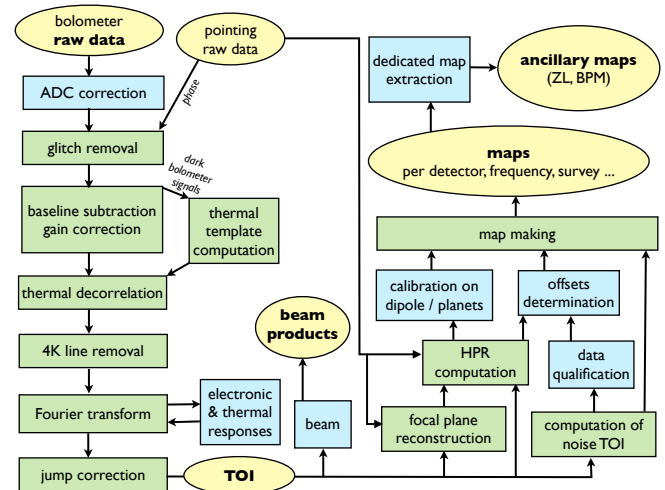 bolometer
raw data
pointing
raw data
ADC correction
phase
glitch removal
dark
bolometer
signals
baseline subtraction
gain correction
thermal
template
computation
thermal decorrelation
4K line removal
Fourier transform
electronic
& thermal
responses
jump correction
TOI
beam
products
beam
dedicated map
extraction
ancillary maps
(ZL, BPM)
maps
per detector, frequency, survey ...
map making
calibration on
dipole / planets
offsets
determination
HPR
computation
data
qualification
focal plane
reconstruction
computation of
noise TOI